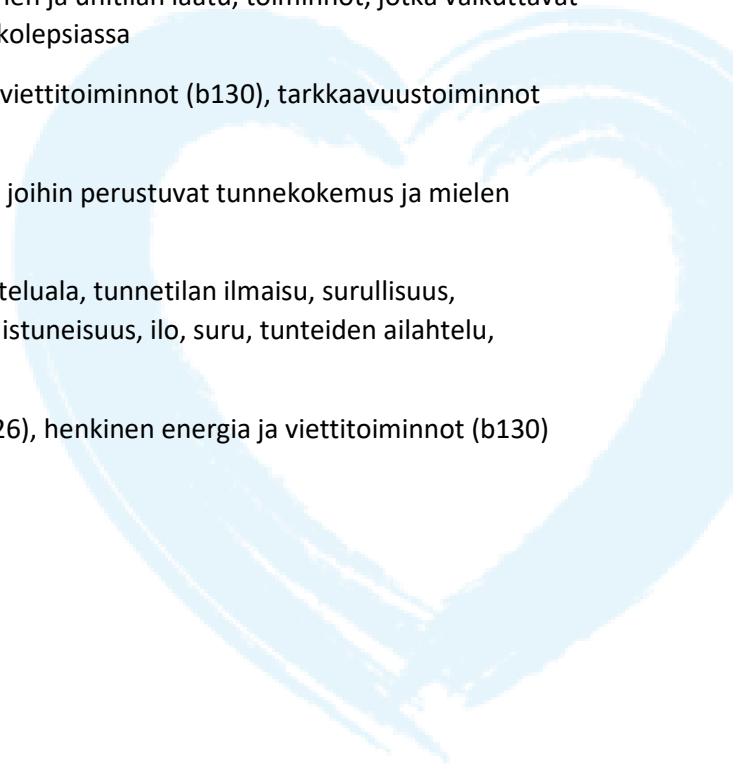 ja unitilan laatu, toiminnot, jotka vaikuttavat
kolepsiassa
viettitoiminnot (b130), tarkkaavuustoiminnot
joihin perustuvat tunnekokemus ja mielen
teluala, tunnetilan ilmaisu, surullisuus,
istuneisuus, ilo, suru, tunteiden ailahtelu,
26), henkinen energia ja viettitoiminnot (b130)